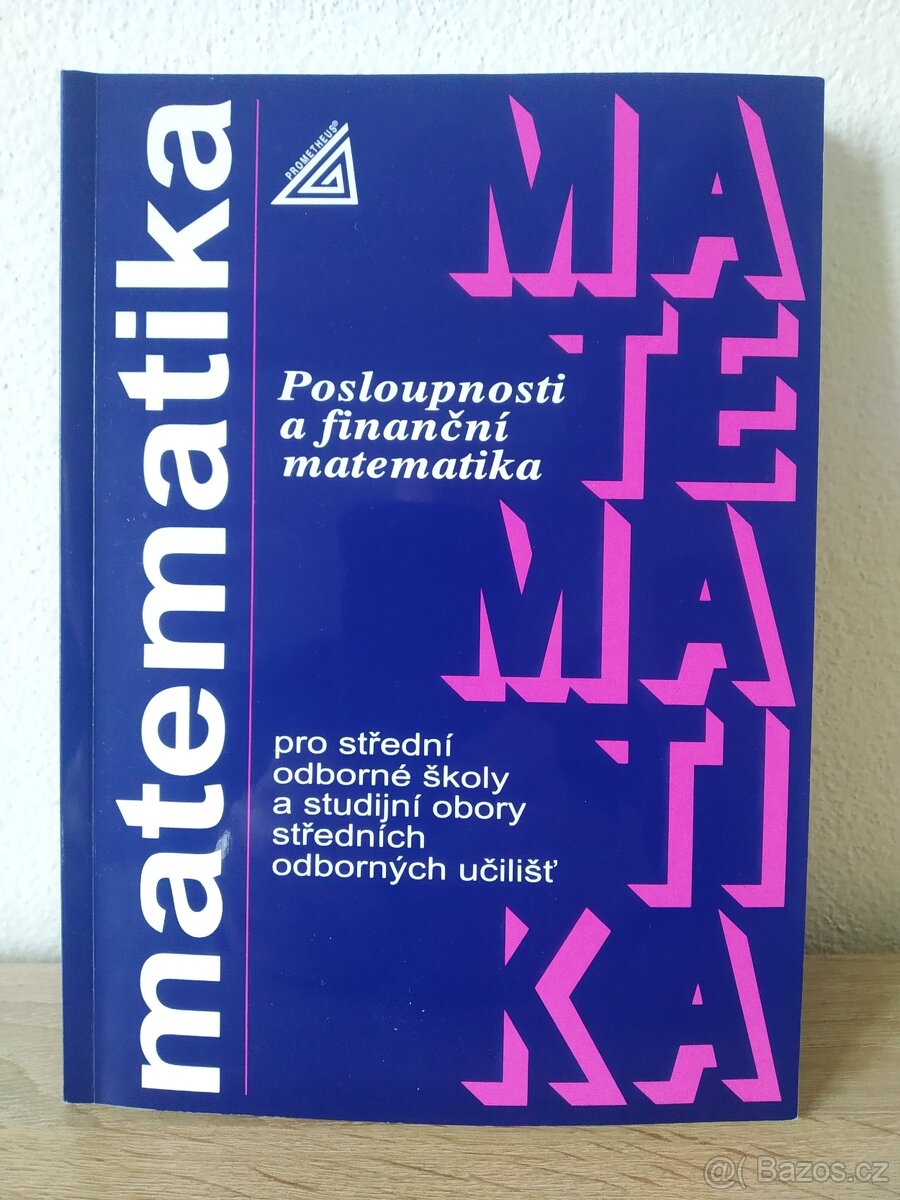 matematika
PROMETHEUS®
Posloupnosti
a finanční
matematika
pro střední
odborné školy
a studijní obory
středních
odborných učilišť
MA
TE
MA
TI
KA
@( Bazos.cz